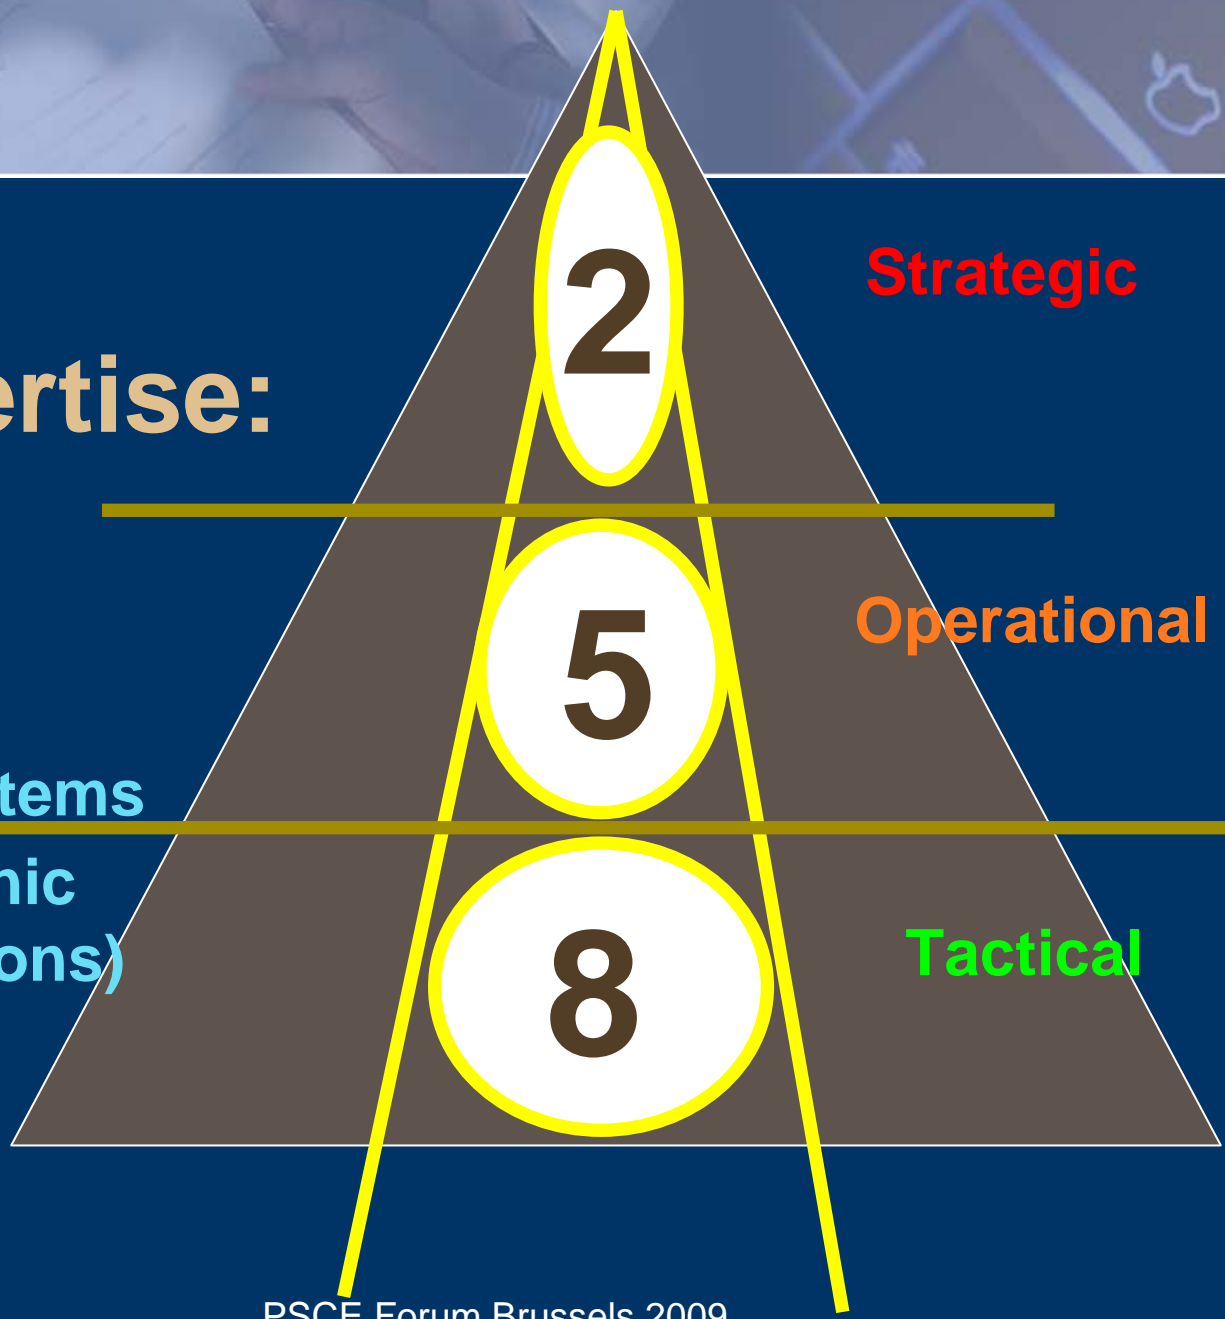 2
Strategic
ertise:
5
Operational
tems
nic
ons)
8
Tactical
PSCE Forum Brussels 2009